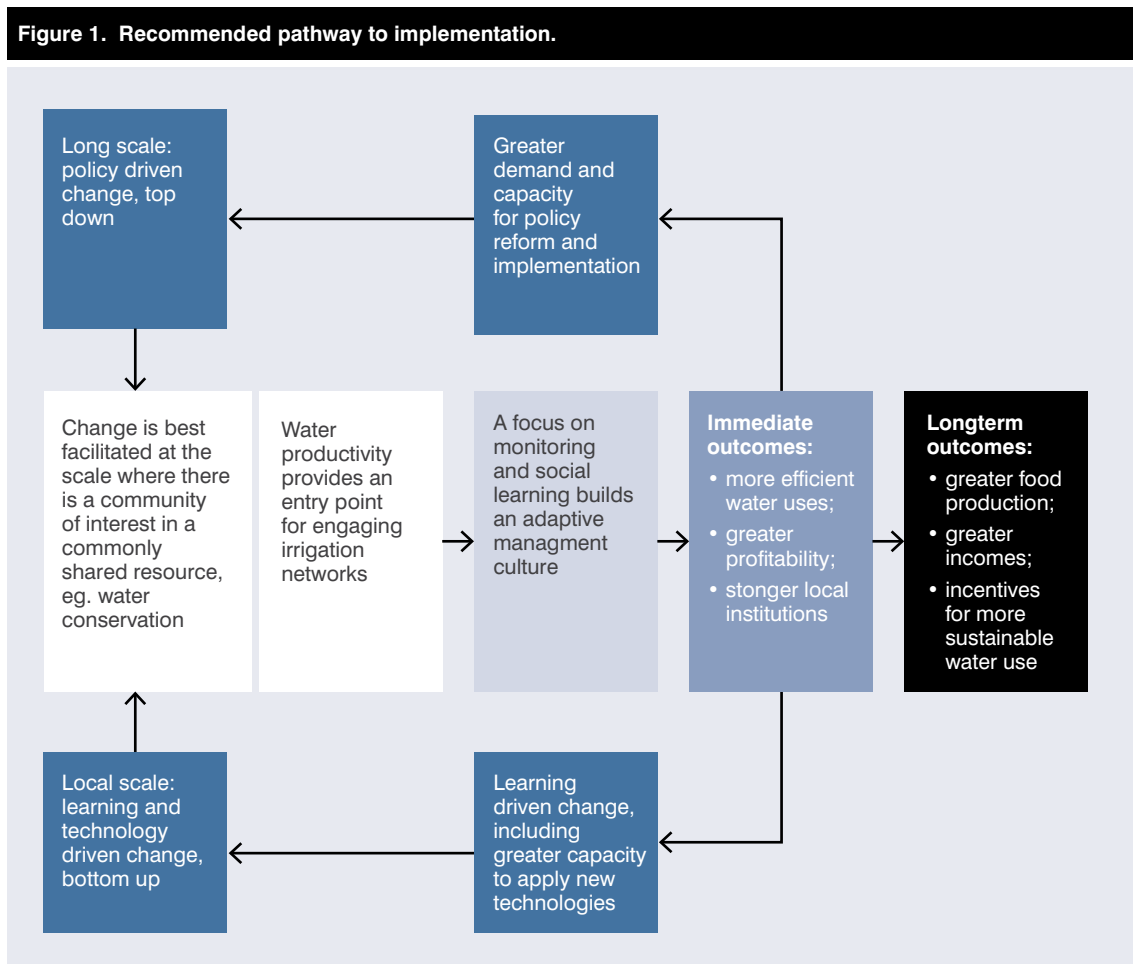 Figure 1. Recommended pathway to implementation.
Long scale:
policy driven
change, top
down
Greater
demand and
capacity
for policy
reform and
implementation
Change is best
facilitated at the
scale where there
is a community
of interest in a
commonly
shared resource,
eg. water
conservation
Water
productivity
provides an
entry point
for engaging
irrigation
networks
A focus on
monitoring
and social
learning builds
an adaptive
managment
culture
Immediate
outcomes:
• more efficient
water uses;
• greater
profitability;
• stonger local
institutions
Longterm
outcomes:
• greater food
production;
• greater
incomes;
• incentives
for more
sustainable
water use
Local scale:
learning and
technology
driven change,
bottom up
Learning
driven change,
including
greater capacity
to apply new
technologies